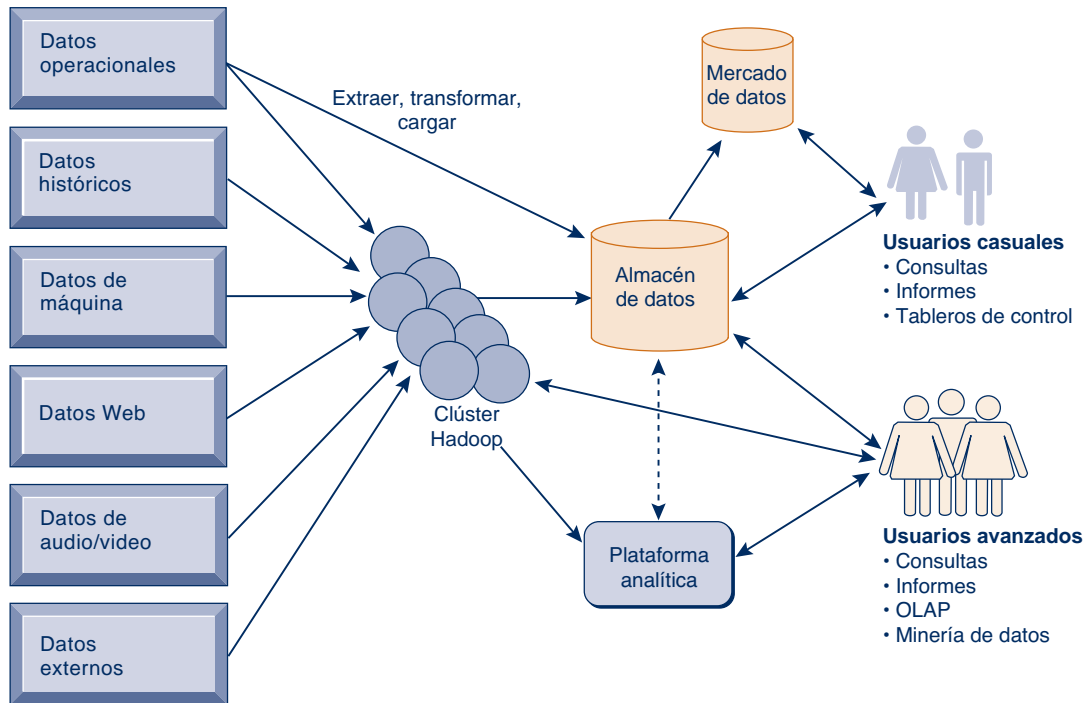 Datos
operacionales
Datos
históricos
Datos de
máquina
Datos Web
Datos de
audio/video
Datos
externos
Extraer, transformar,
cargar
Clúster
Hadoop
Mercado
de datos
Almacén
de datos
Plataforma
analítica
Usuarios casuales
• Consultas
• Informes
• Tableros de control
Usuarios avanzados
• Consultas
• Informes
• OLAP
• Minería de datos